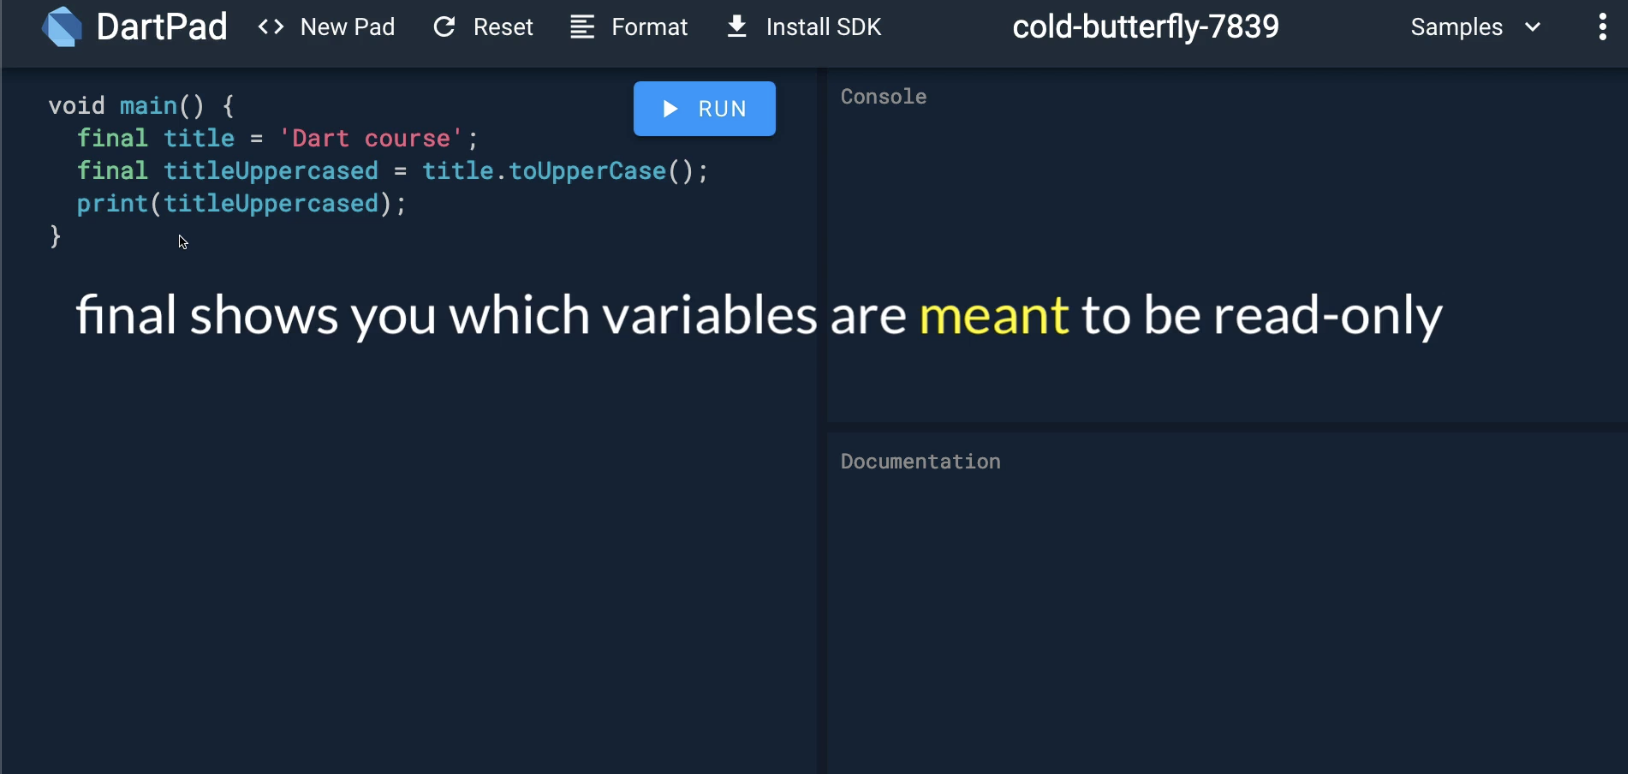 DartPad <> New Pad Reset Format Install SDK cold-butterfly-7839 Samples
void main() {
  final title = 'Dart course';
  final titleUppercased = title.toUpperCase();
  print(titleUppercased);
}
RUN
Console
final shows you which variables are meant to be read-only
Documentation